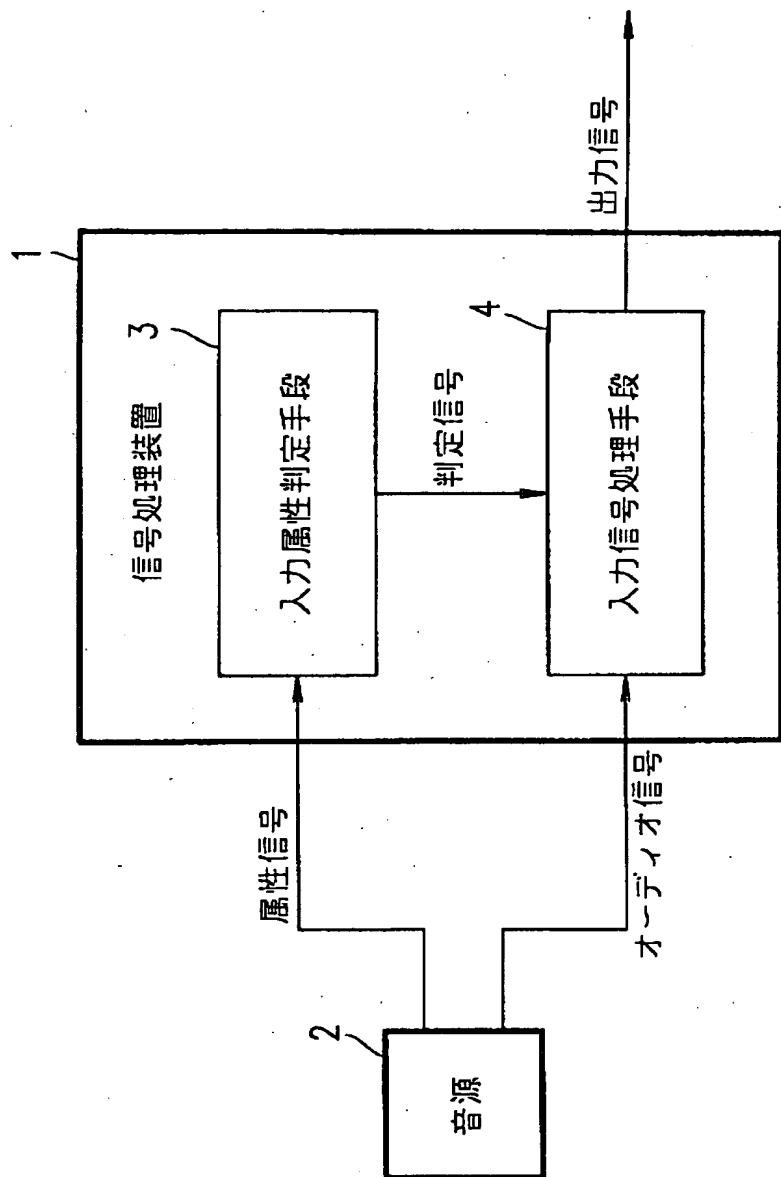 1
信号処理装置
3
入力属性判定手段
判定信号
4
入力信号処理手段
出力信号
属性信号
オーディオ信号
2
音源